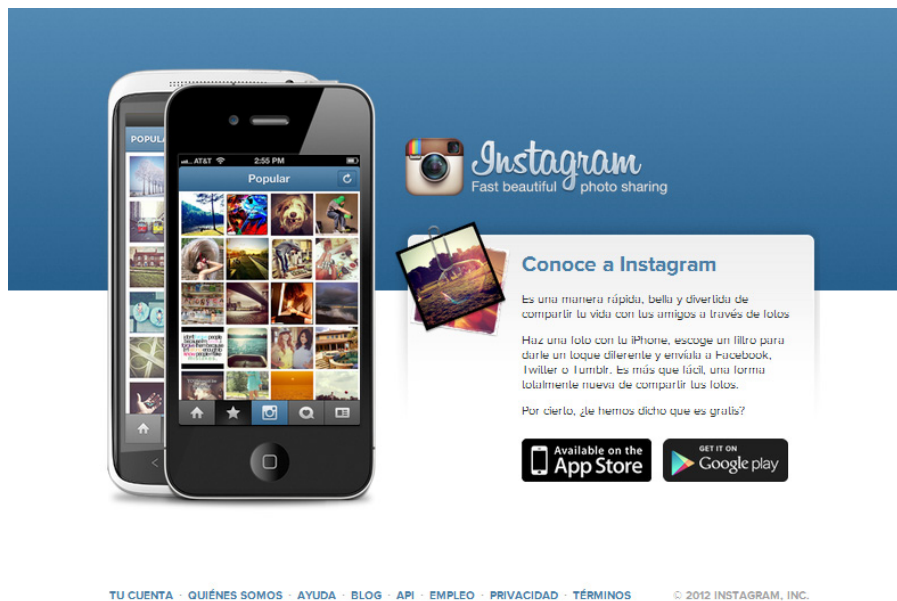 POPULA
AT&T 2:55 PM
Popular
Instagram
Fast beautiful photo sharing
Conoce a Instagram
Es una manera rápida, bella y divertida de
compartir tu vida con tus amigos a través de fotos
Haz una foto con tu iPhone, escoge un filtro para
darle un toque diferente y envíala a Facebook,
Twitter o Tumblr. Es más que fácil, una forma
totalmente nueva de compartir tus fotos.
Por cierto, ¿te hemos dicho que es gratis?
Available on the
App Store
GET IT ON
Google play
TU CUENTA · QUIÉNES SOMOS · AYUDA · BLOG · API · EMPLEO · PRIVACIDAD · TÉRMINOS
© 2012 INSTAGRAM, INC.